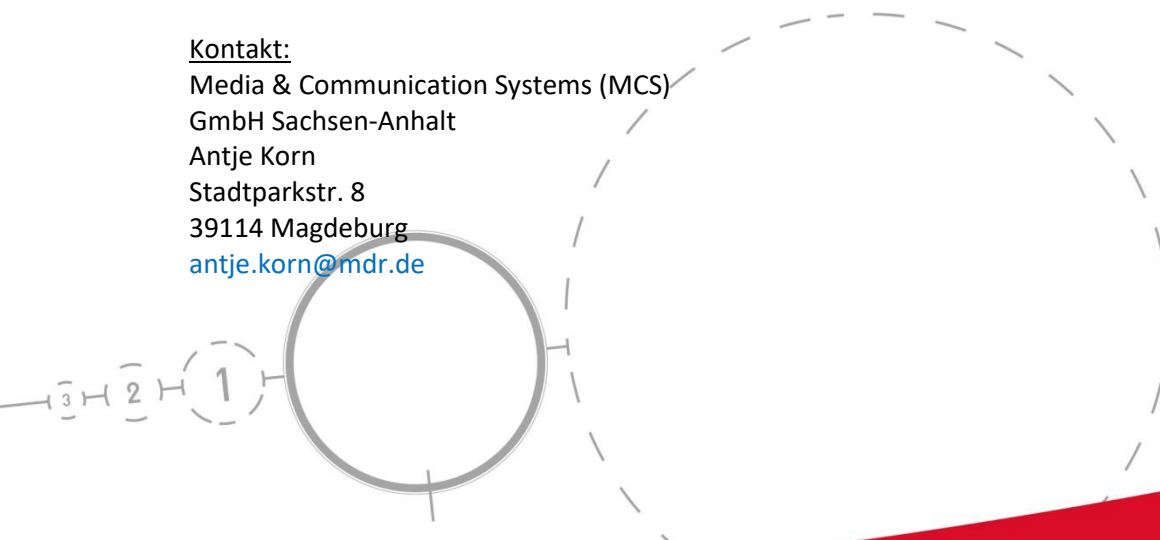 Kontakt:
Media & Communication Systems (MCS)
GmbH Sachsen-Anhalt
Antje Korn
Stadtparkstr. 8
39114 Magdeburg
antje.korn@mdr.de
3 2 1